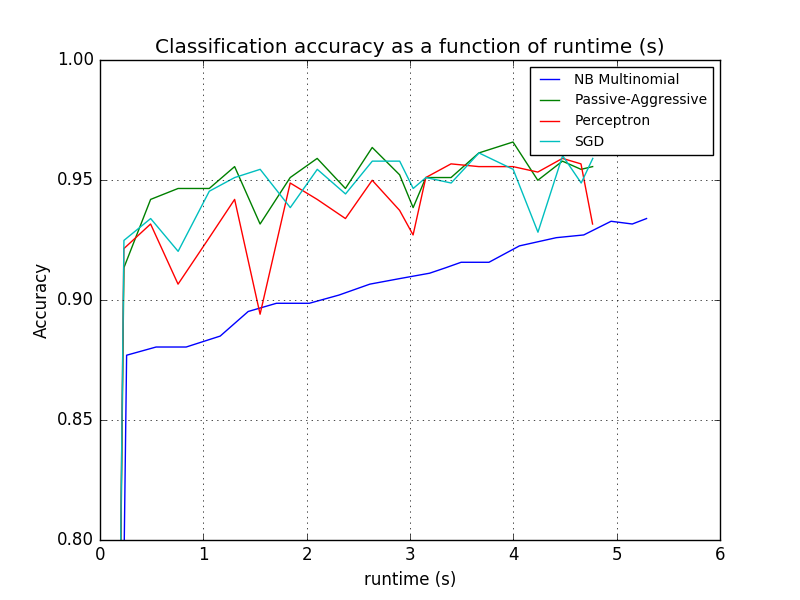 Classification accuracy as a function of runtime (s)
1.00
0.95
0.90
0.85
0.80
Accuracy
NB Multinomial
Passive-Aggressive
Perceptron
SGD
0 1 2 3 4 5 6
runtime (s)